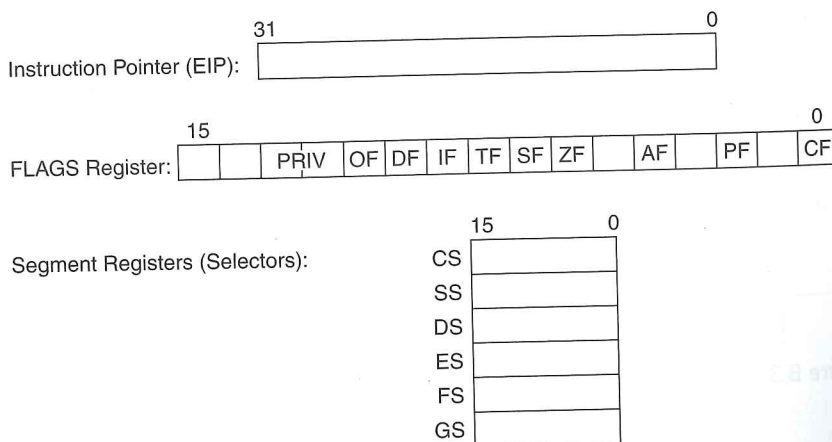 31 0
Instruction Pointer (EIP):
15 0
FLAGS Register: PRIV OF DF IF TF SF ZF AF PF CF
15 0
Segment Registers (Selectors): CS
SS
DS
ES
FS
GS